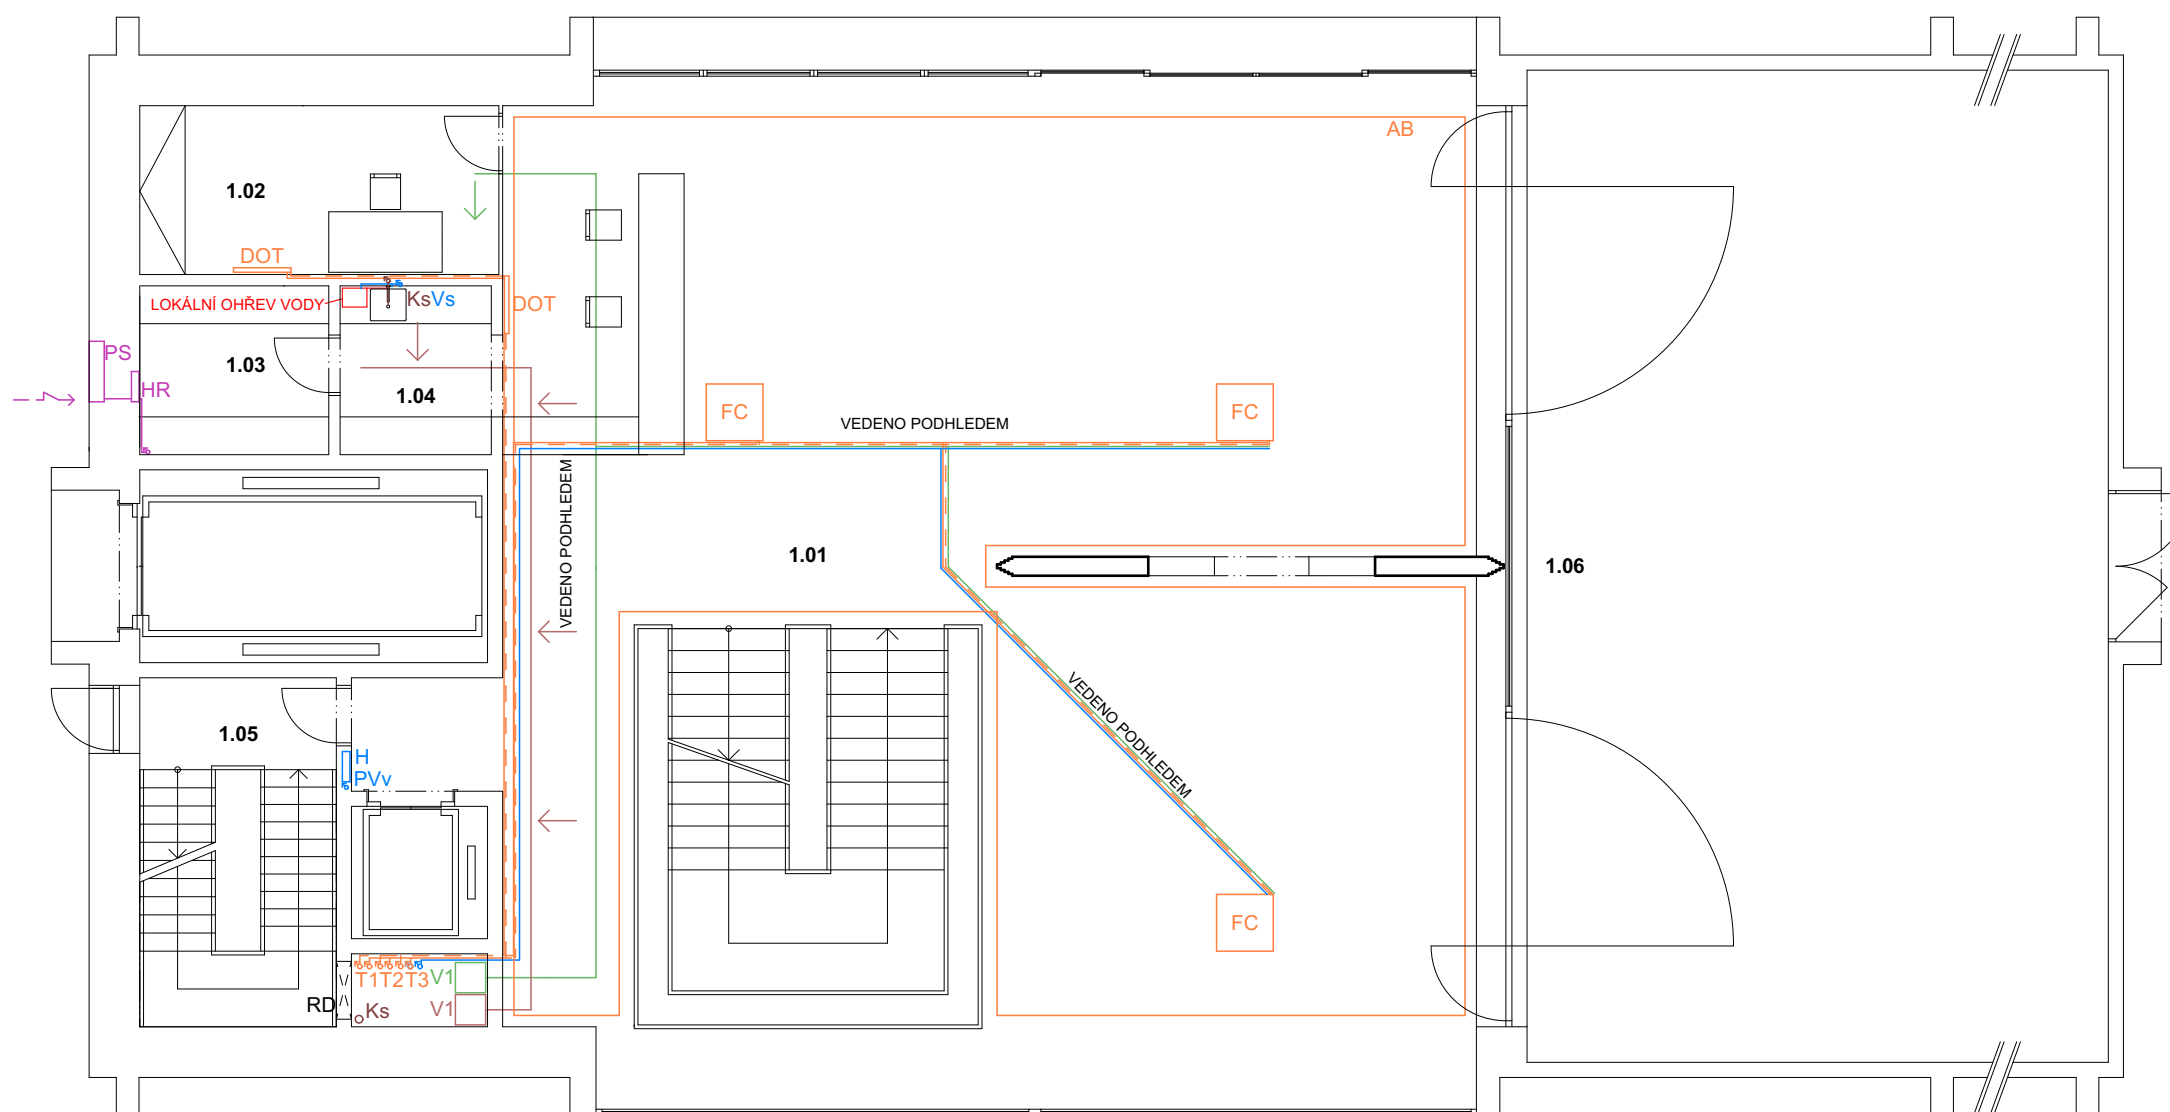 AB
1.02
DOT
LOKÁLNÍ OHŘEV VODY
KsVs
DOT
PS
1.03
HR
1.04
FC
FC
VEDENO PODHLEDEM
VEDENO PODHLEDEM
1.01
1.06
VEDENO PODHLEDEM
1.05
H
PVv
FC
T1T2T3
V1
RD
Ks
V1